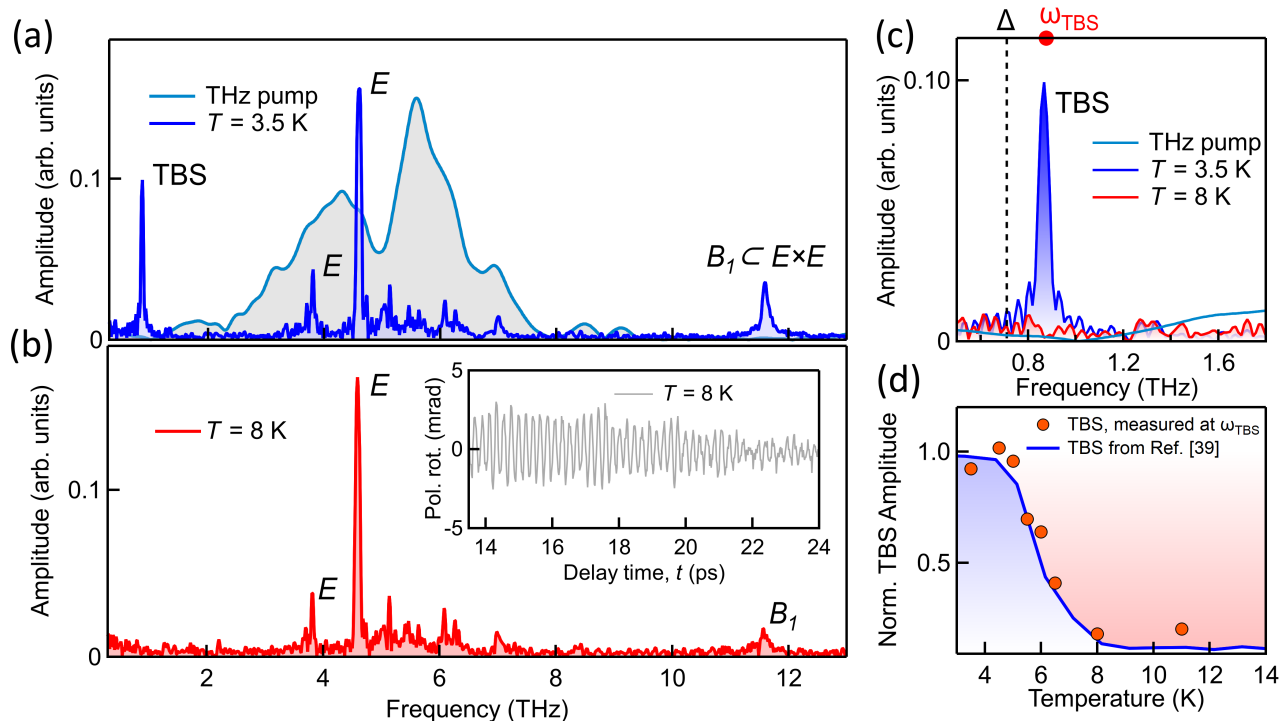 (a)
Amplitude (arb. units)
0.1
0
THz pump
T = 3.5 K
TBS
E
E
B₁ ⊂ E×E
(b)
Amplitude (arb. units)
0.1
0
T = 8 K
E
E
B₁
Pol. rot. (mrad)
5
0
-5
T = 8 K
14 16 18 20 22 24
Delay time, t (ps)
2 4 6 8 10 12
Frequency (THz)
(c)
Δ
ω_TBS
Amplitude (arb. units)
0.10
0
TBS
THz pump
T = 3.5 K
T = 8 K
0.8 1.2 1.6
Frequency (THz)
(d)
Norm. TBS Amplitude
1.0
0.5
TBS, measured at ω_TBS
TBS from Ref. [39]
4 6 8 10 12 14
Temperature (K)